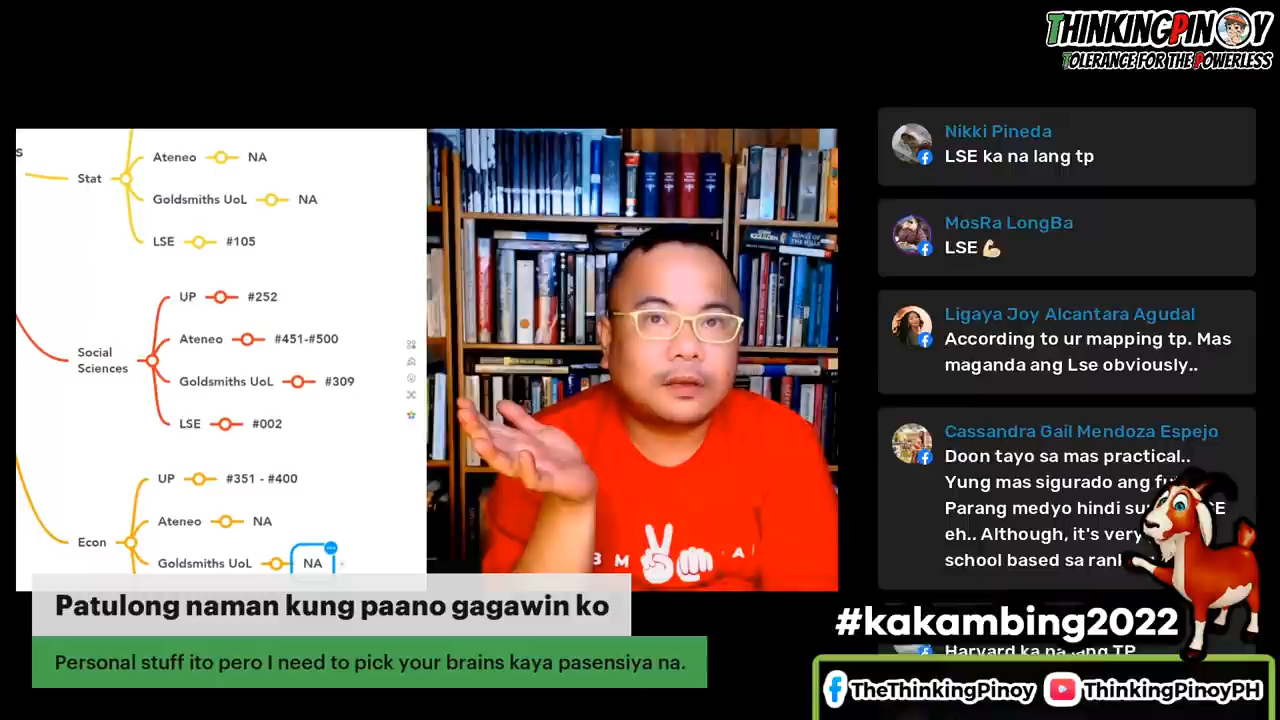 THINKINGPINOY
TOLERANCE FOR THE POWERLESS
s
Stat
Ateneo
NA
Goldsmiths UoL
NA
LSE
#105
Social
Sciences
UP
#252
Ateneo
#451-#500
Goldsmiths UoL
#309
LSE
#002
Econ
UP
#351 - #400
Ateneo
NA
Goldsmiths UoL
NA
B M
Nikki Pineda
LSE ka na lang tp
MosRa LongBa
LSE 💪🏼
Ligaya Joy Alcantara Agudal
According to ur mapping tp. Mas
maganda ang Lse obviously..
Cassandra Gail Mendoza Espejo
Doon tayo sa mas practical..
Yung mas sigurado ang
Parang medyo hindi
eh.. Although, it's very
school based sa
Harvard ka na lang TP
Patulong naman kung paano gagawin ko
Personal stuff ito pero I need to pick your brains kaya pasensiya na.
#kakambing2022
TheThinkingPinoy
ThinkingPinoyPH